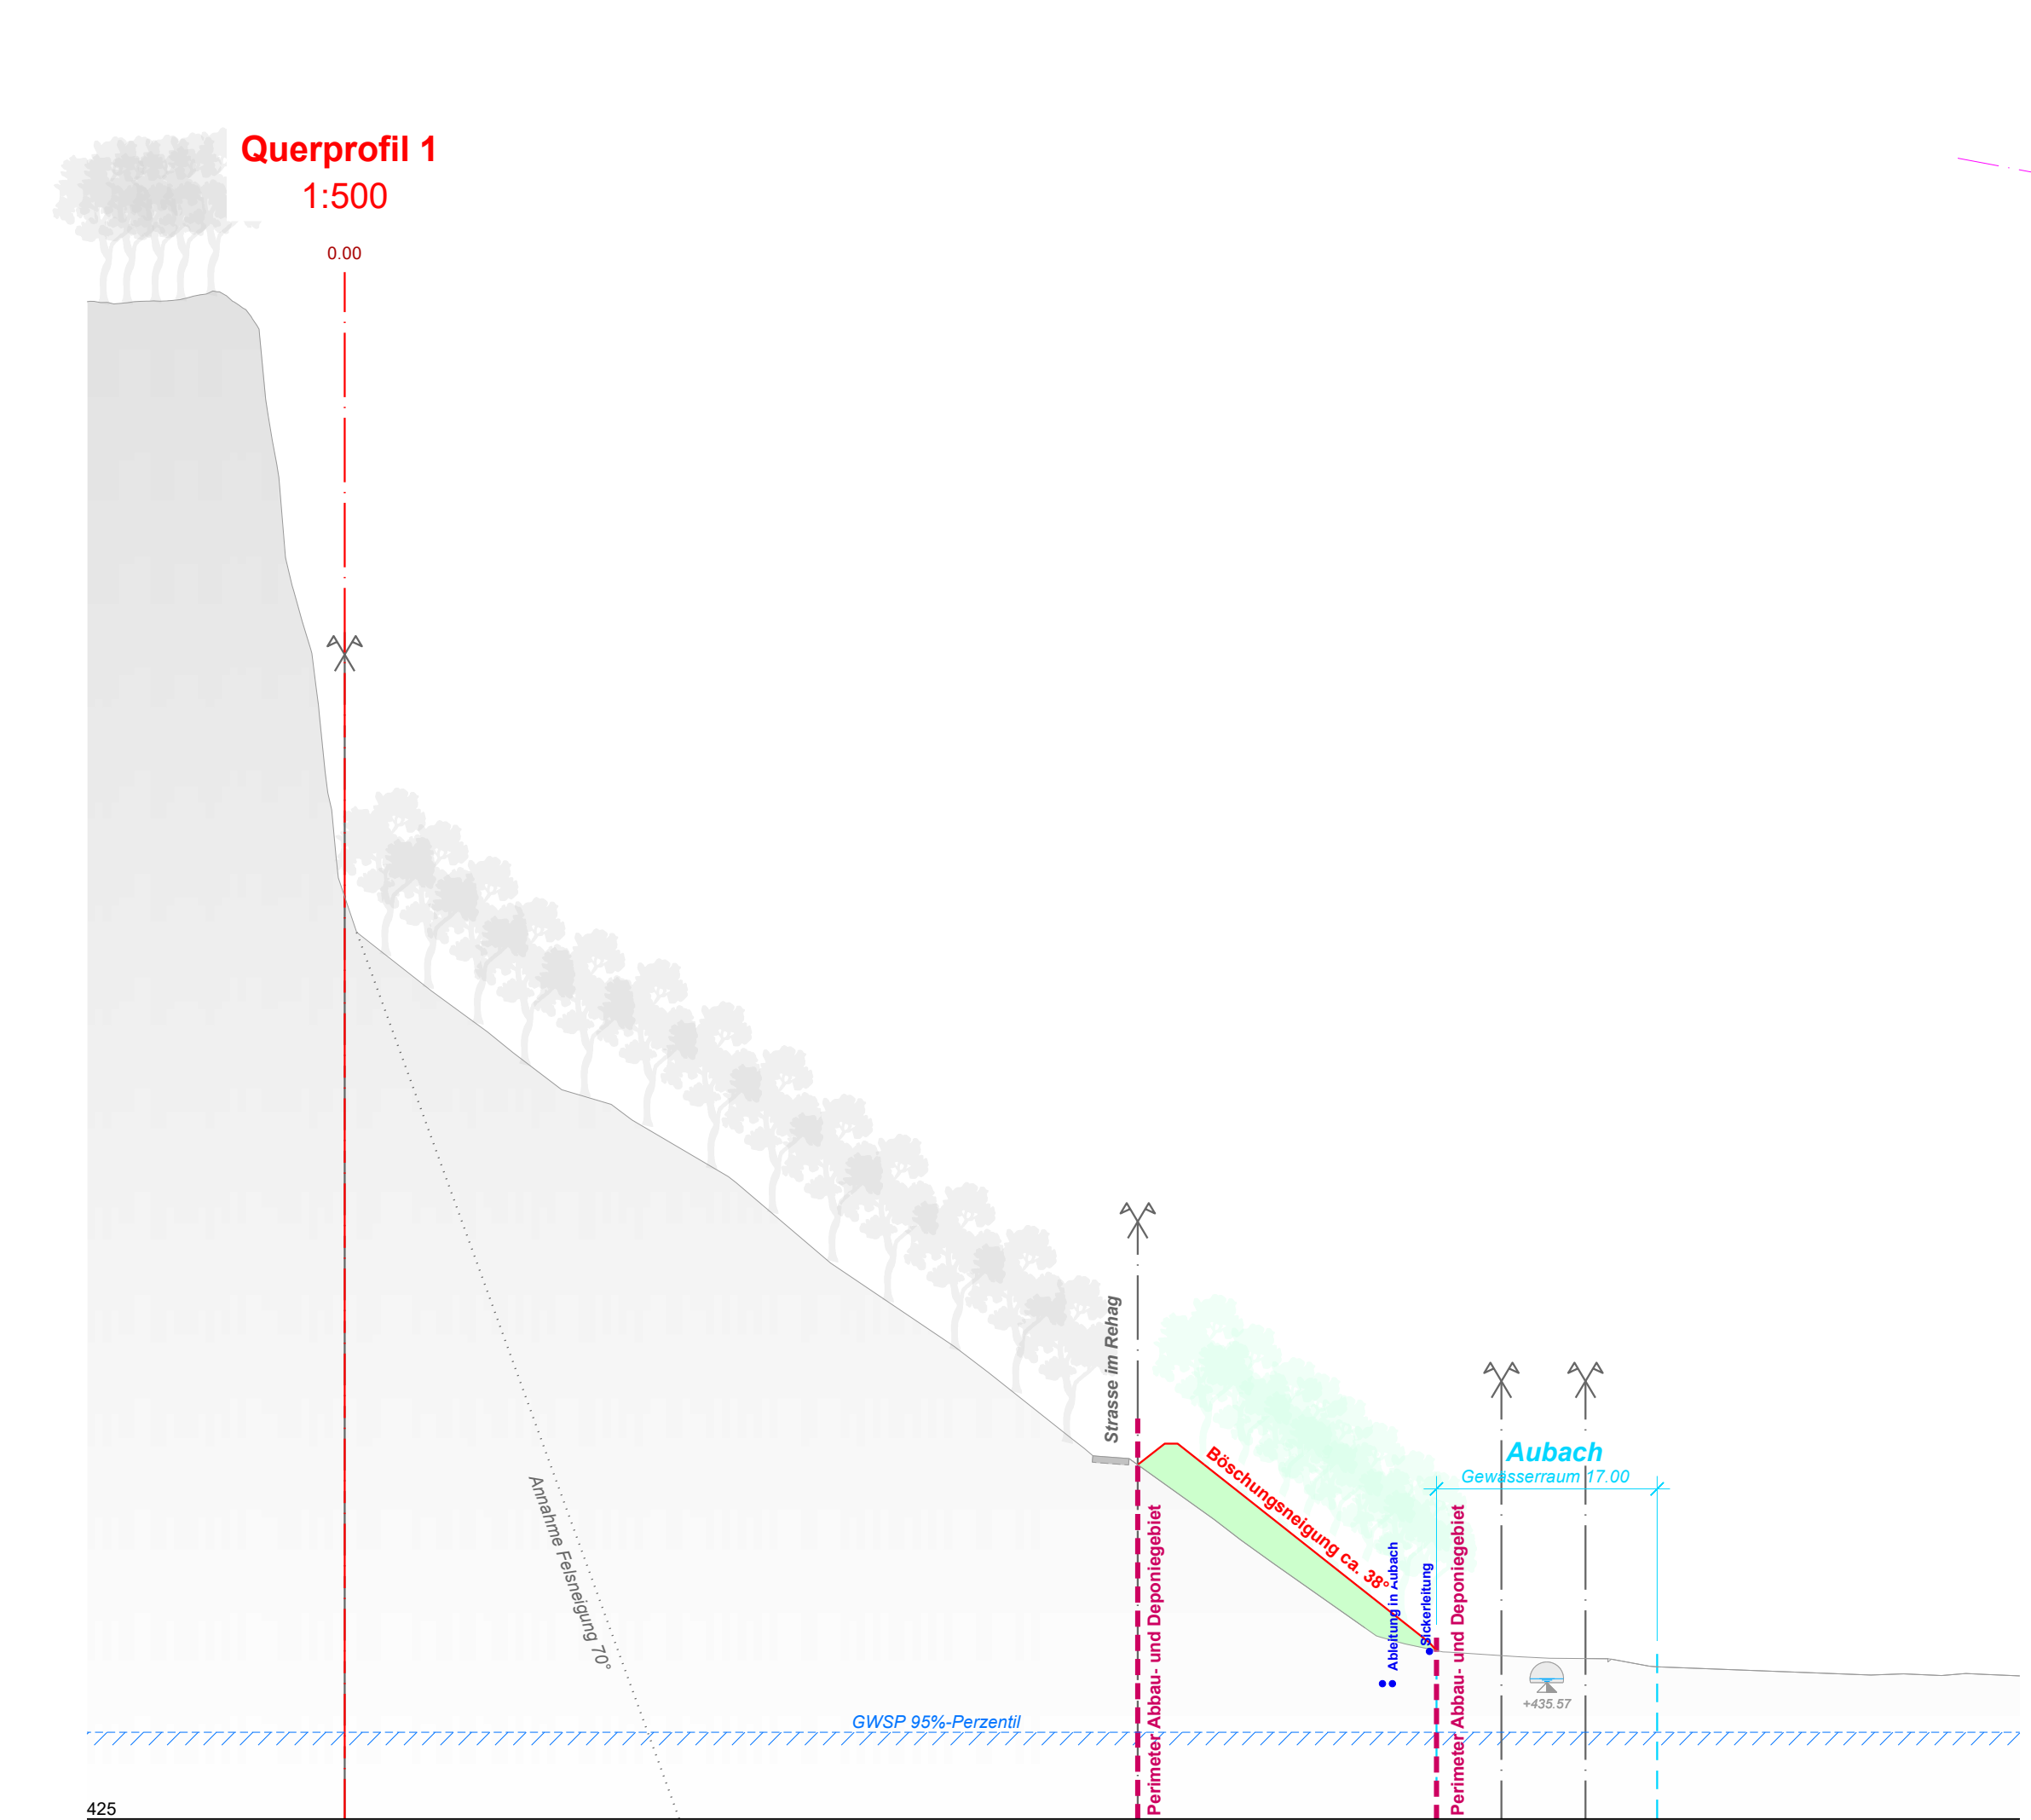 Querprofil 1
1:500
0.00
Strasse im Rehag
Böschungsneigung ca. 38°
Aubach
Gewässerraum 17.00
Annahme Felsneigung 70°
Perimeter Abbau- und Deponiegebiet
Ableitung in Aubach
Sickerleitung
Perimeter Abbau- und Deponiegebiet
+435.57
GWSP 95%-Perzentil
425